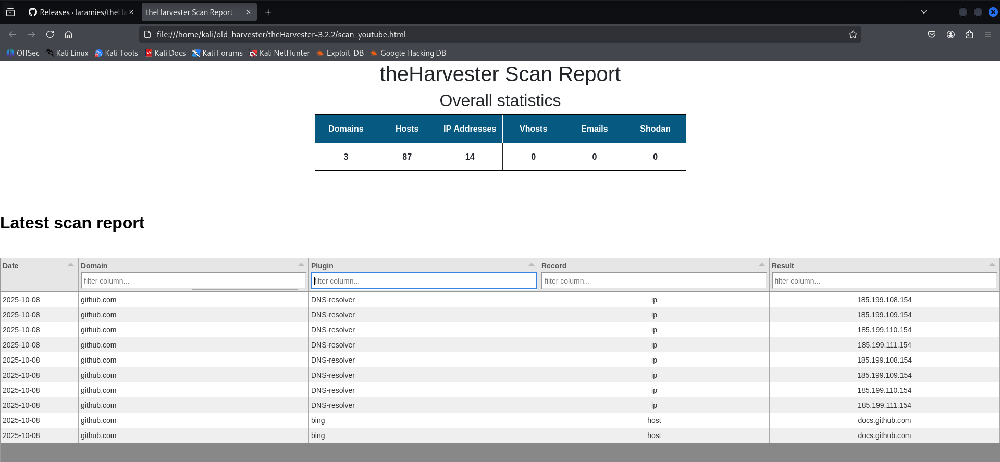 Releases · laramies/theHa
theHarvester Scan Report
file:///home/kali/old_harvester/theHarvester-3.2.2/scan_youtube.html
OffSec Kali Linux Kali Tools Kali Docs Kali Forums Kali NetHunter Exploit-DB Google Hacking DB
theHarvester Scan Report
Overall statistics
Domains Hosts IP Addresses Vhosts Emails Shodan
3 87 14 0 0 0
Latest scan report
Date Domain Plugin Record Result
filter column... filter column... filter column... filter column...
2025-10-08 github.com DNS-resolver ip 185.199.108.154
2025-10-08 github.com DNS-resolver ip 185.199.109.154
2025-10-08 github.com DNS-resolver ip 185.199.110.154
2025-10-08 github.com DNS-resolver ip 185.199.111.154
2025-10-08 github.com DNS-resolver ip 185.199.108.154
2025-10-08 github.com DNS-resolver ip 185.199.109.154
2025-10-08 github.com DNS-resolver ip 185.199.110.154
2025-10-08 github.com DNS-resolver ip 185.199.111.154
2025-10-08 github.com bing host docs.github.com
2025-10-08 github.com bing host docs.github.com